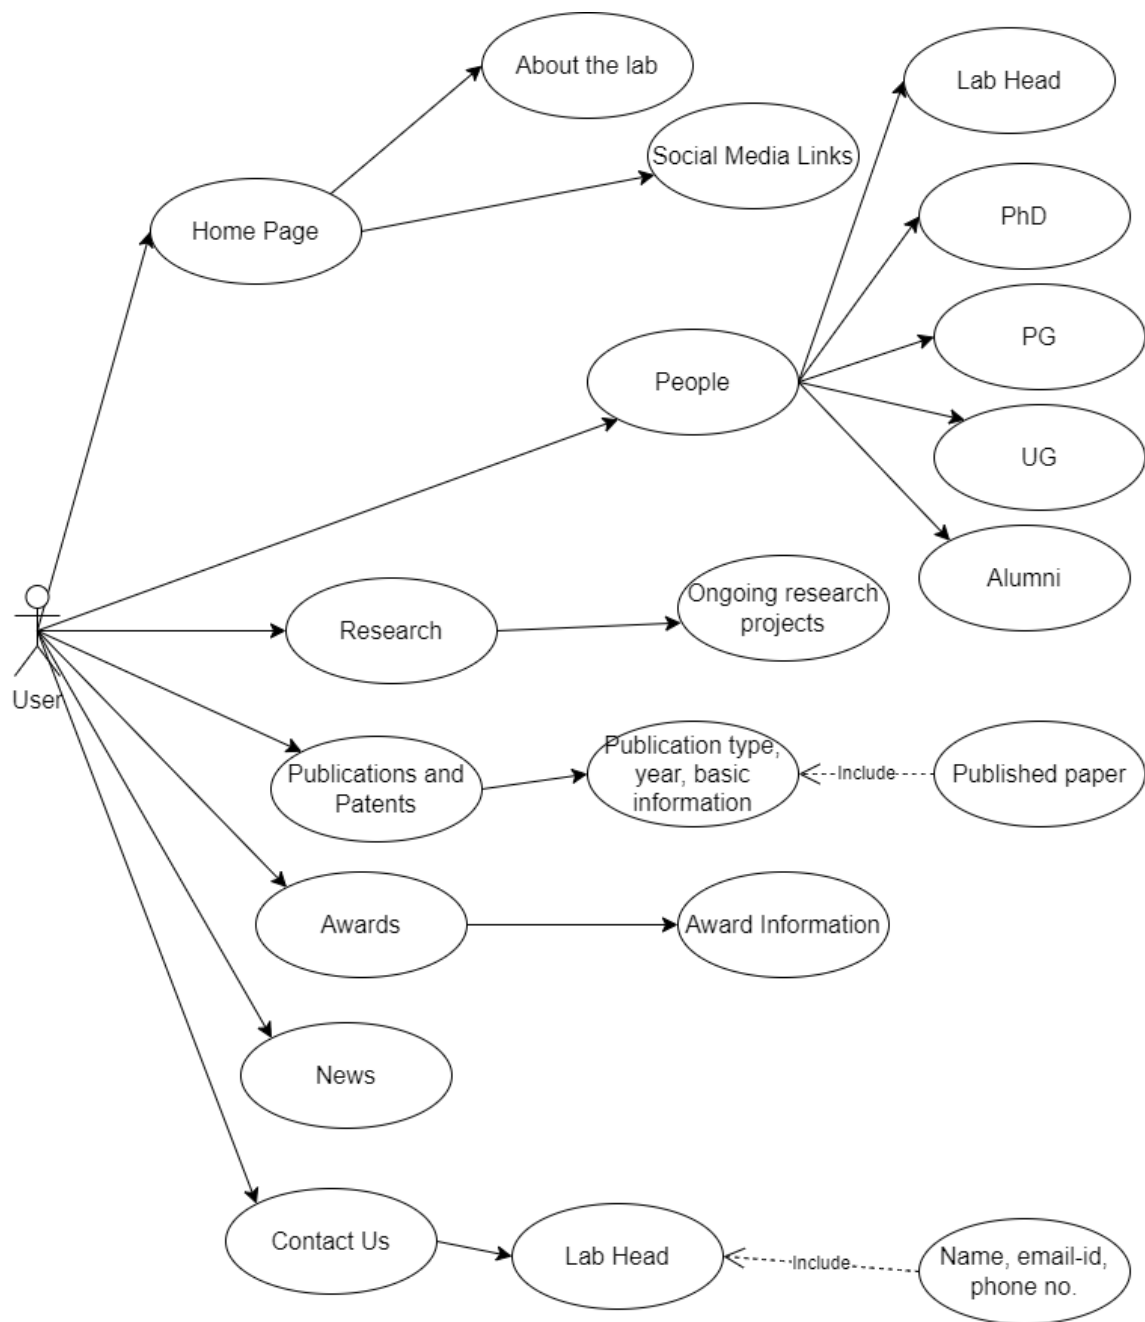 About the lab
Lab Head
Social Media Links
PhD
Home Page
PG
People
UG
Alumni
Ongoing research
projects
Research
User
Publication type,
year, basic
information
Include
Published paper
Publications and
Patents
Awards
Award Information
News
Contact Us
Lab Head
Include
Name, email-id,
phone no.